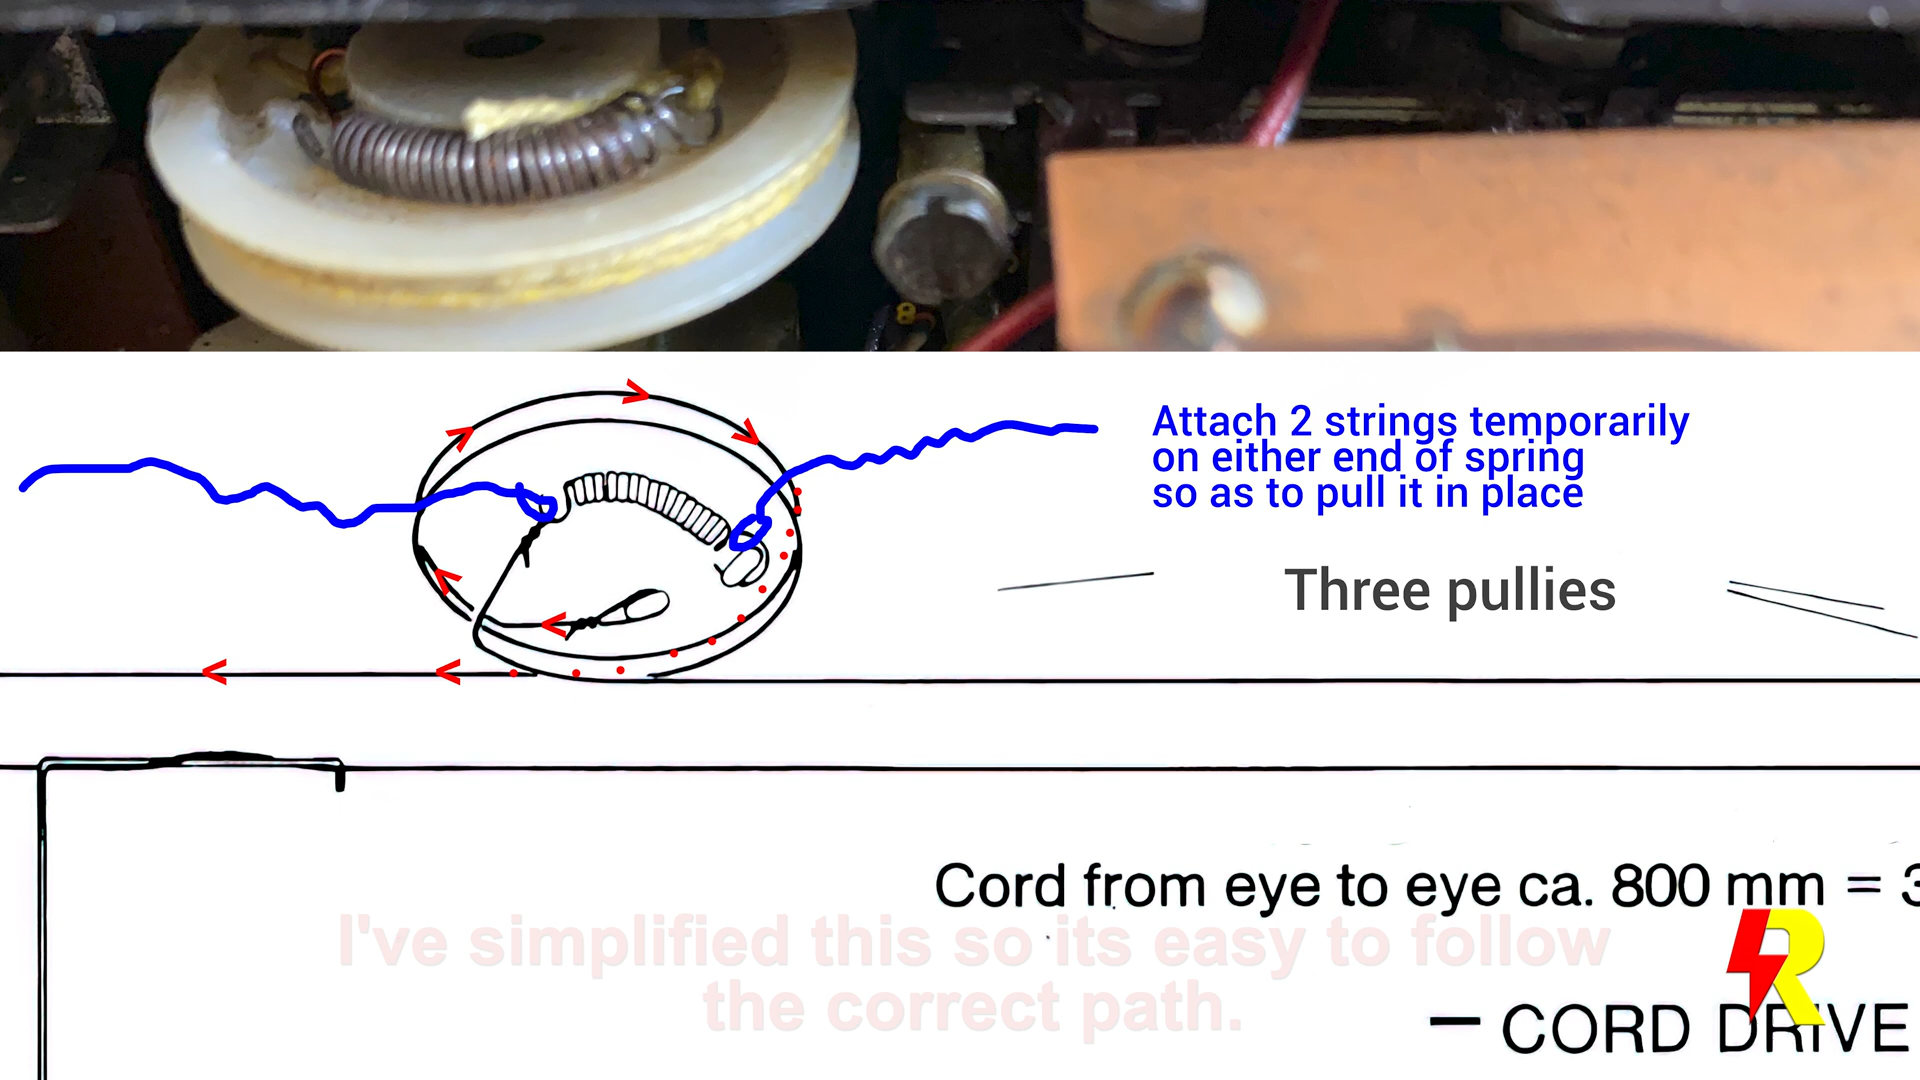 Attach 2 strings temporarily
on either end of spring
so as to pull it in place
Three pullies
Cord from eye to eye ca. 800 mm = 3
I've simplified this so its easy to follow
the correct path.
R
– CORD DRIVE